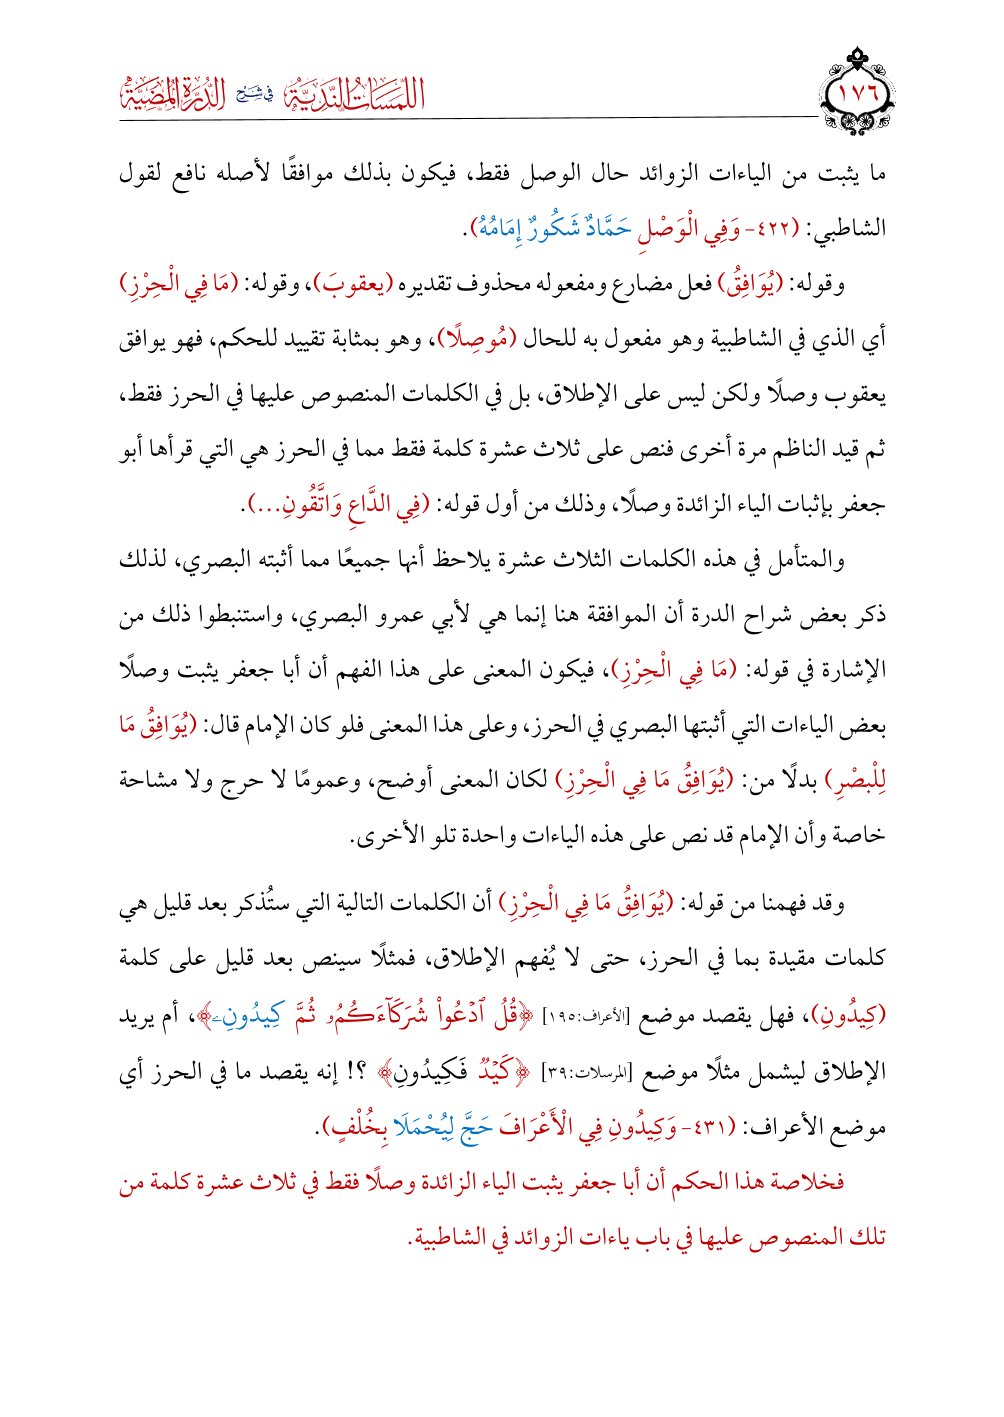 ١٧٦
اللمسات الندية في شرح الدرة المضية
ما يثبت من الياءات الزوائد حال الوصل فقط، فيكون بذلك موافقًا لأصله نافع لقول
الشاطبي: (٤٢٢- وَفِي الْوَصْلِ حَمَّادٌ شَكُورٌ إِمَامُهُ).
وقوله: (يُوَافِقُ) فعل مضارع ومفعوله محذوف تقديره (يعقوبَ)، وقوله: (مَا فِي الْحِرْزِ)
أي الذي في الشاطبية وهو مفعول به للحال (مُوصِلًا)، وهو بمثابة تقييد للحكم، فهو يوافق
يعقوب وصلًا ولكن ليس على الإطلاق، بل في الكلمات المنصوص عليها في الحرز فقط،
ثم قيد الناظم مرة أخرى فنص على ثلاث عشرة كلمة فقط مما في الحرز هي التي قرأها أبو
جعفر بإثبات الياء الزائدة وصلًا، وذلك من أول قوله: (فِي الدَّاعِ وَاتَّقُونِ...).
والمتأمل في هذه الكلمات الثلاث عشرة يلاحظ أنها جميعًا مما أثبته البصري، لذلك
ذكر بعض شراح الدرة أن الموافقة هنا إنما هي لأبي عمرو البصري، واستنبطوا ذلك من
الإشارة في قوله: (مَا فِي الْحِرْزِ)، فيكون المعنى على هذا الفهم أن أبا جعفر يثبت وصلًا
بعض الياءات التي أثبتها البصري في الحرز، وعلى هذا المعنى فلو كان الإمام قال: (يُوَافِقُ مَا
لِلْبصْرِ) بدلًا من: (يُوَافِقُ مَا فِي الْحِرْزِ) لكان المعنى أوضح، وعمومًا لا حرج ولا مشاحة
خاصة وأن الإمام قد نص على هذه الياءات واحدة تلو الأخرى.
وقد فهمنا من قوله: (يُوَافِقُ مَا فِي الْحِرْزِ) أن الكلمات التالية التي ستُذكر بعد قليل هي
كلمات مقيدة بما في الحرز، حتى لا يُفهم الإطلاق، فمثلًا سينص بعد قليل على كلمة
(كِيدُونِ)، فهل يقصد موضع [الأعراف:١٩٥] ﴿قُلُ ٱدۡعُواْ شُرَكَآءَكُمُۥ ثُمَّ كِيدُونِۦ﴾، أم يريد
الإطلاق ليشمل مثلًا موضع [المرسلات:٣٩] ﴿كَيۡدٌ فَكِيدُونِ﴾ ؟! إنه يقصد ما في الحرز أي
موضع الأعراف: (٤٣١- وَكِيدُونِ فِي الْأَعْرَافَ حَجَّ لِيُحْمَلَا بِخُلْفٍ).
فخلاصة هذا الحكم أن أبا جعفر يثبت الياء الزائدة وصلًا فقط في ثلاث عشرة كلمة من
تلك المنصوص عليها في باب ياءات الزوائد في الشاطبية.